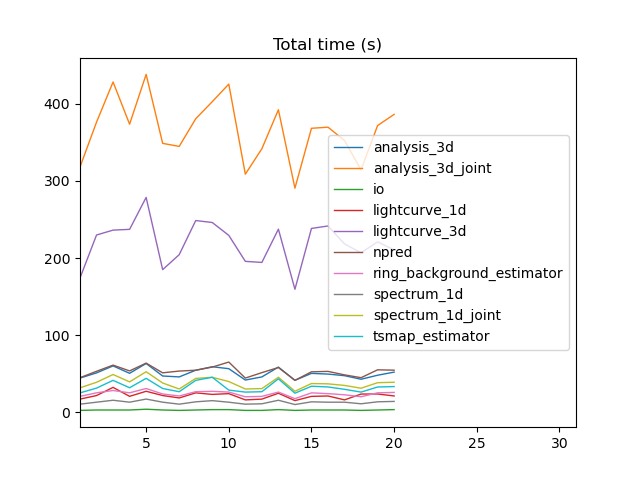 Total time (s)
400
300
200
100
0
analysis_3d
analysis_3d_joint
io
lightcurve_1d
lightcurve_3d
npred
ring_background_estimator
spectrum_1d
spectrum_1d_joint
tsmap_estimator
5 10 15 20 25 30